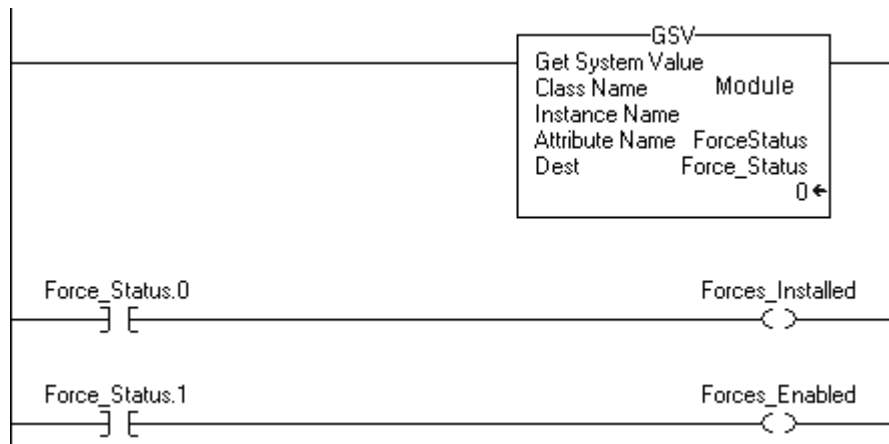 GSV
Get System Value
Class Name Module
Instance Name
Attribute Name ForceStatus
Dest Force_Status
0
Force_Status.0 Forces_Installed
Force_Status.1 Forces_Enabled